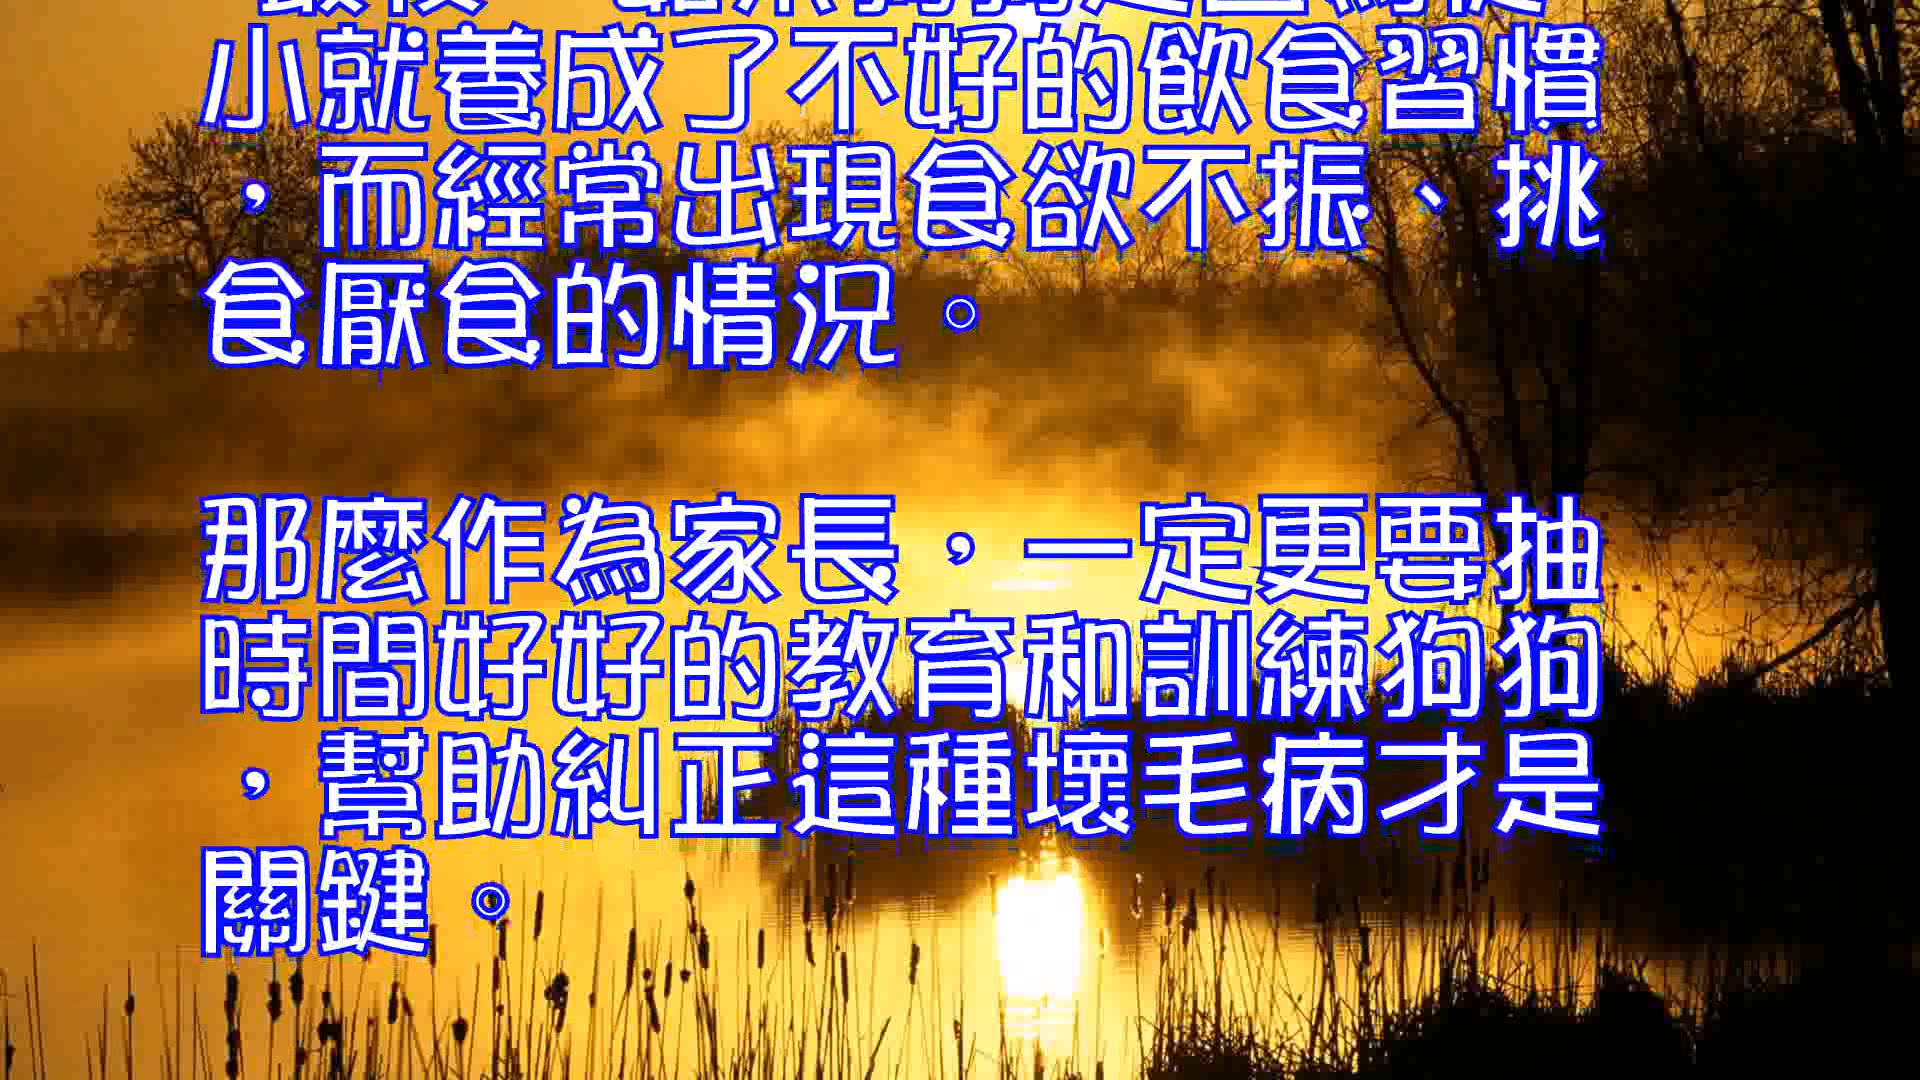 小就養成了不好的飲食習慣
，而經常出現食欲不振、挑
食厭食的情況。
那麼作為家長，一定更要抽
時間好好的教育和訓練狗狗
，幫助糾正這種壞毛病才是
關鍵。